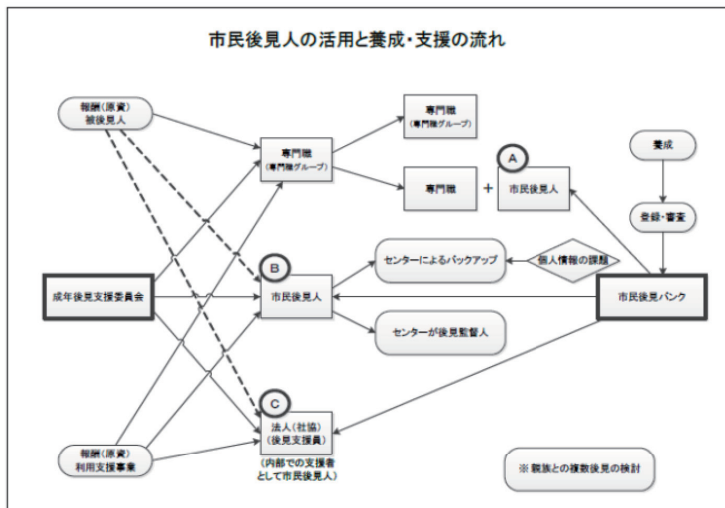 市民後見人の活用と養成・支援の流れ
報酬(原資)
被後見人
専門職
(専門職グループ)
専門職
(専門職グループ)
A
専門職
+
市民後見人
養成
登録・審査
B
市民後見人
センターによるバックアップ
個人情報の課題
成年後見支援委員会
市民後見バンク
センターが後見監督人
C
法人(社協)
(後見支援員)
(内部での支援者
として市民後見人)
報酬(原資)
利用支援事業
※ 親族との複数後見の検討